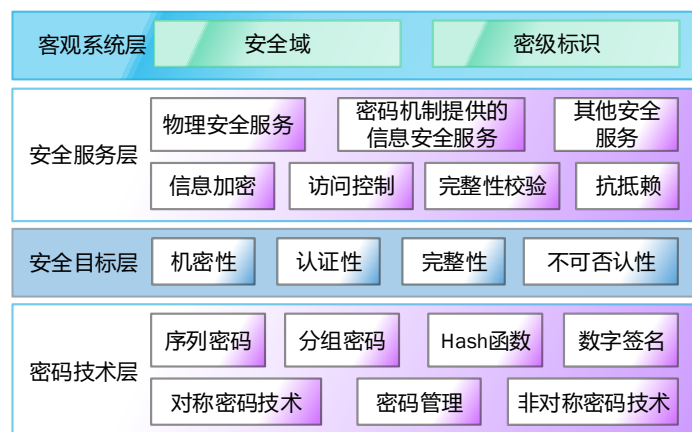 客观系统层
安全域
密级标识
安全服务层
物理安全服务
密码机制提供的
信息安全服务
其他安全
服务
信息加密
访问控制
完整性校验
抗抵赖
安全目标层
机密性
认证性
完整性
不可否认性
密码技术层
序列密码
分组密码
Hash函数
数字签名
对称密码技术
密码管理
非对称密码技术